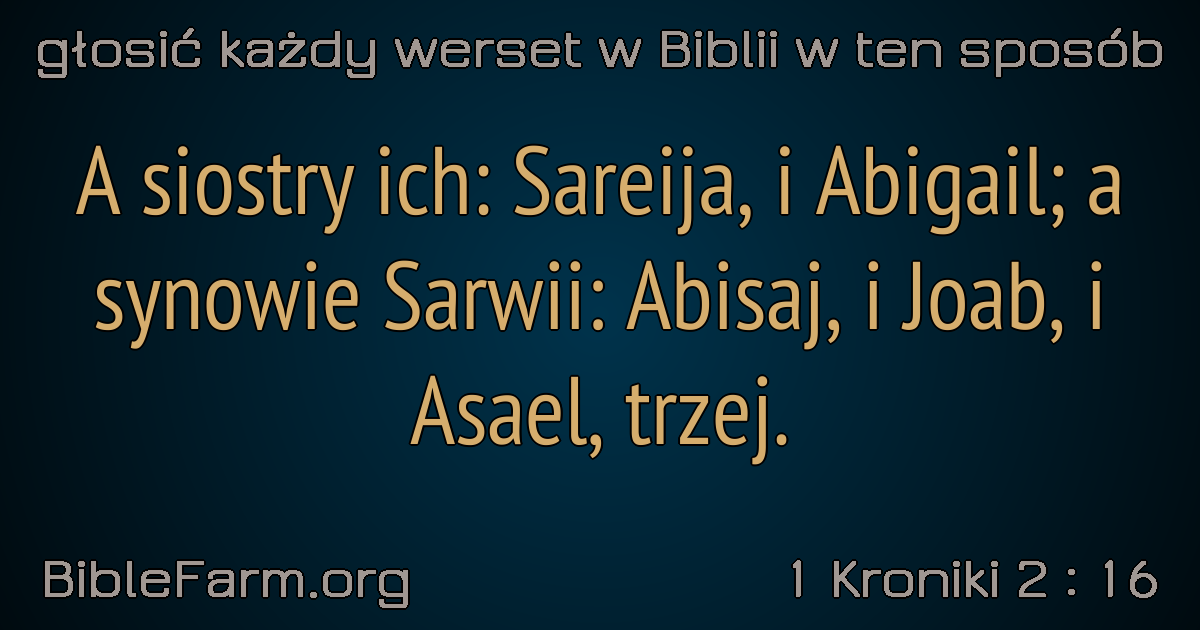 głosić każdy werset w Biblii w ten sposób
A siostry ich: Sareija, i Abigail; a
synowie Sarwii: Abisaj, i Joab, i
Asael, trzej.
BibleFarm.org
1 Kroniki 2 : 16